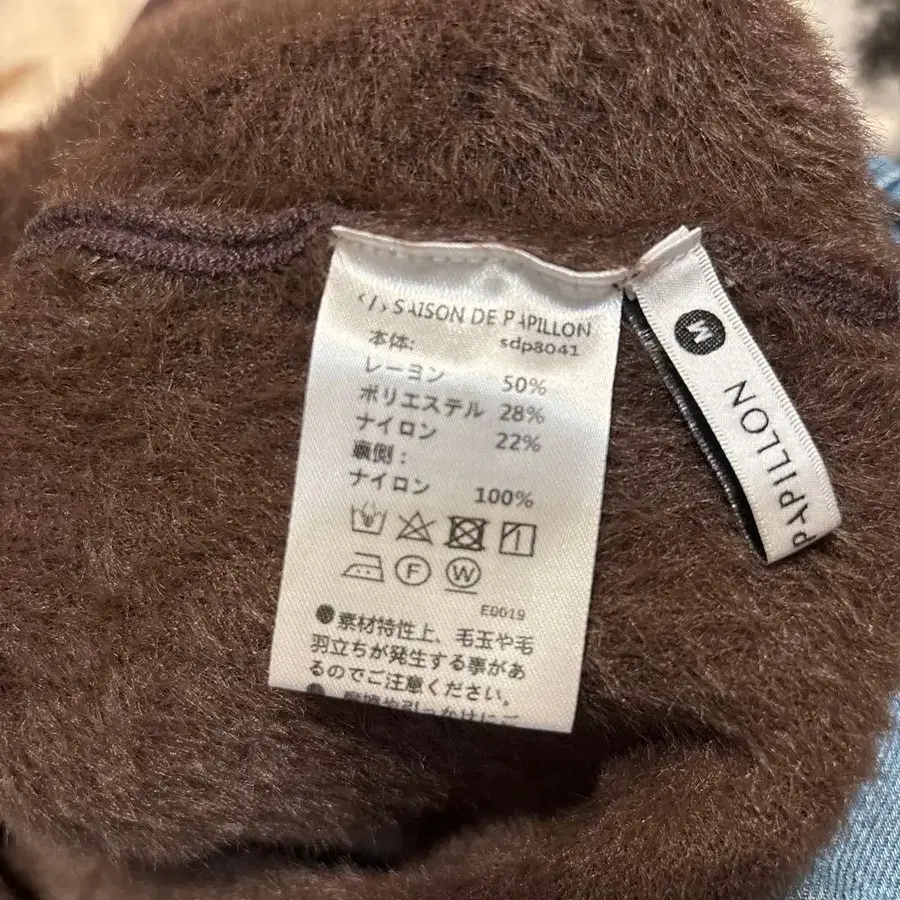 SAISON DE PAPILLON
sdp8041
本体:
レーヨン 50%
ポリエステル 28%
ナイロン 22%
裏側:
ナイロン 100%
F W
E0019
●素材特性上、毛玉や毛
羽立ちが発生する事があ
るのでご注意ください。
M
PAPILLON